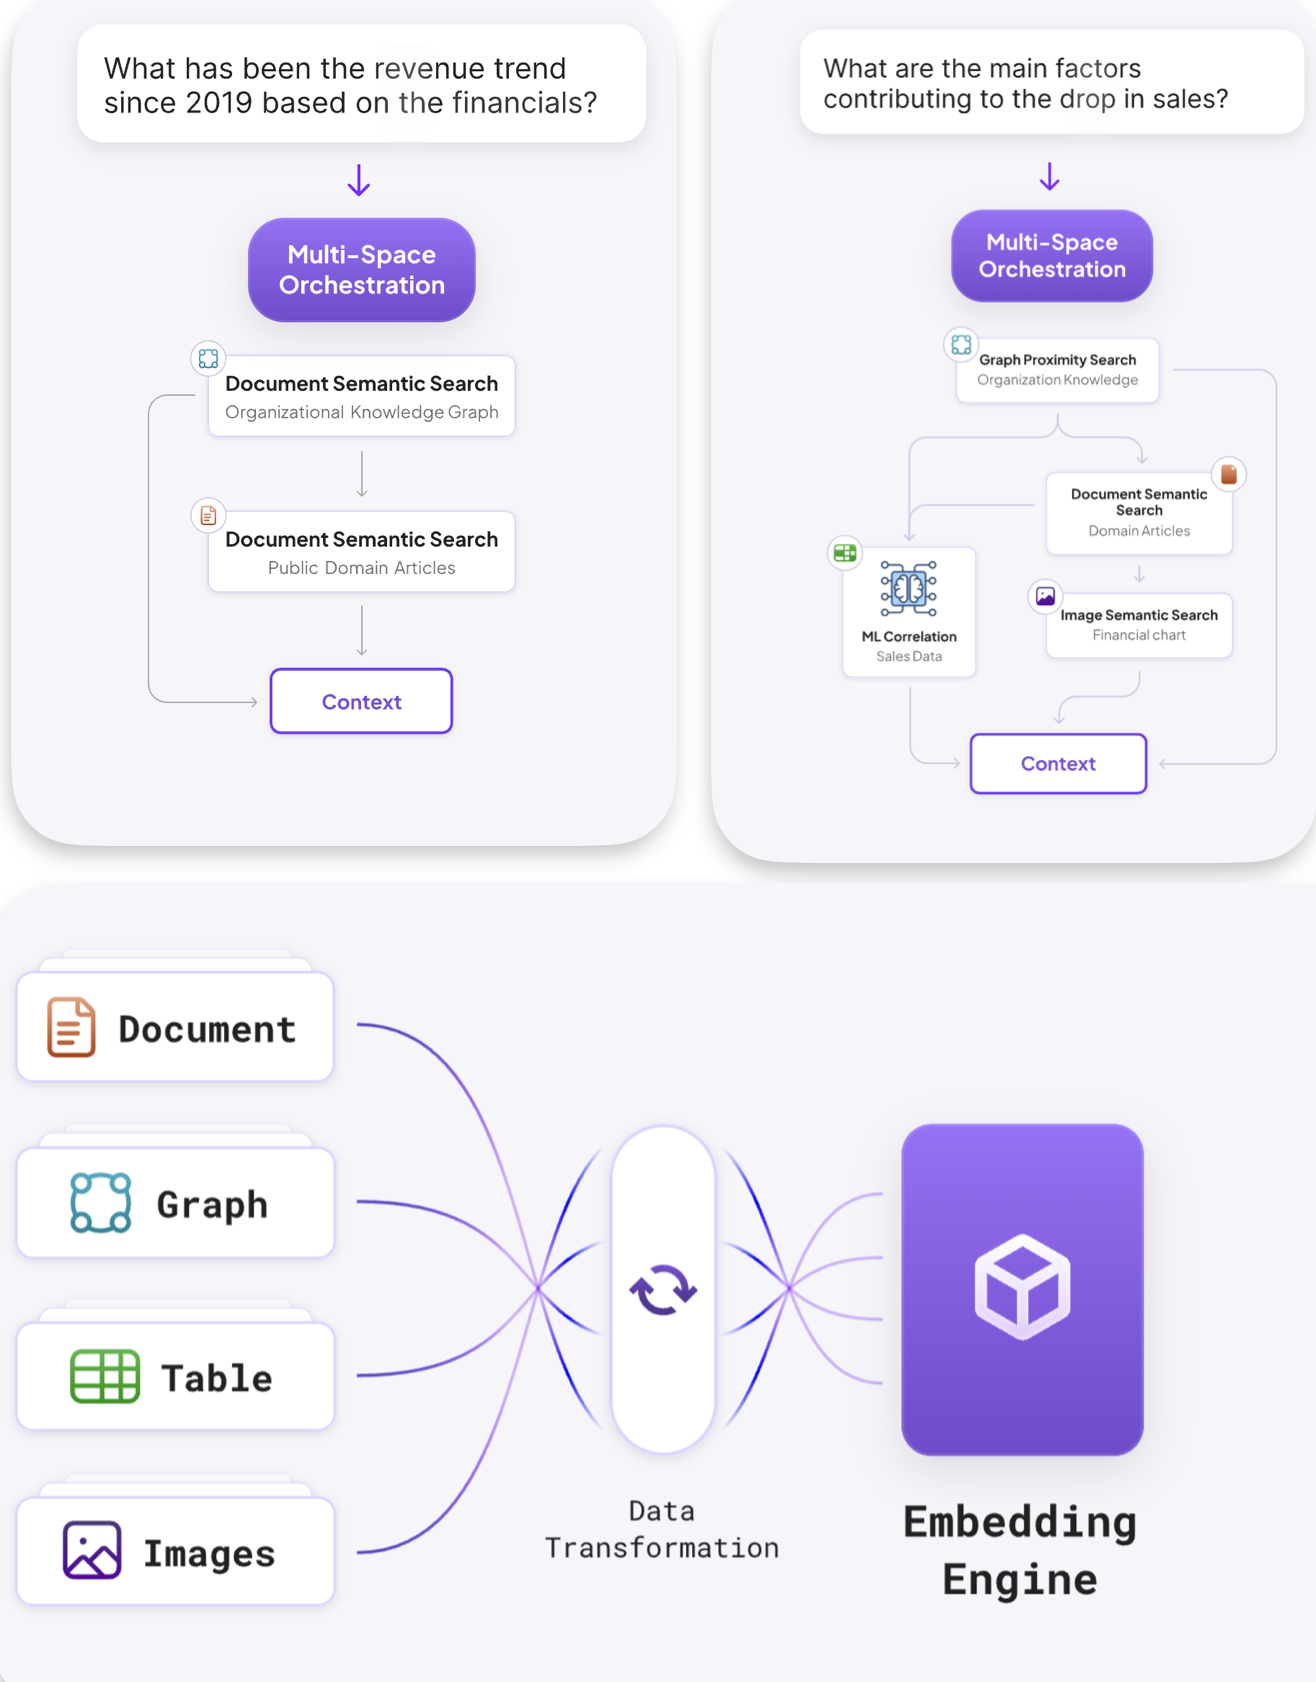 What has been the revenue trend
since 2019 based on the financials?
Multi-Space
Orchestration
Document Semantic Search
Organizational Knowledge Graph
Document Semantic Search
Public Domain Articles
Context
What are the main factors
contributing to the drop in sales?
Multi-Space
Orchestration
Graph Proximity Search
Organization Knowledge
Document Semantic
Search
Domain Articles
ML Correlation
Sales Data
Image Semantic Search
Financial chart
Context
Document
Graph
Table
Images
Data
Transformation
Embedding
Engine